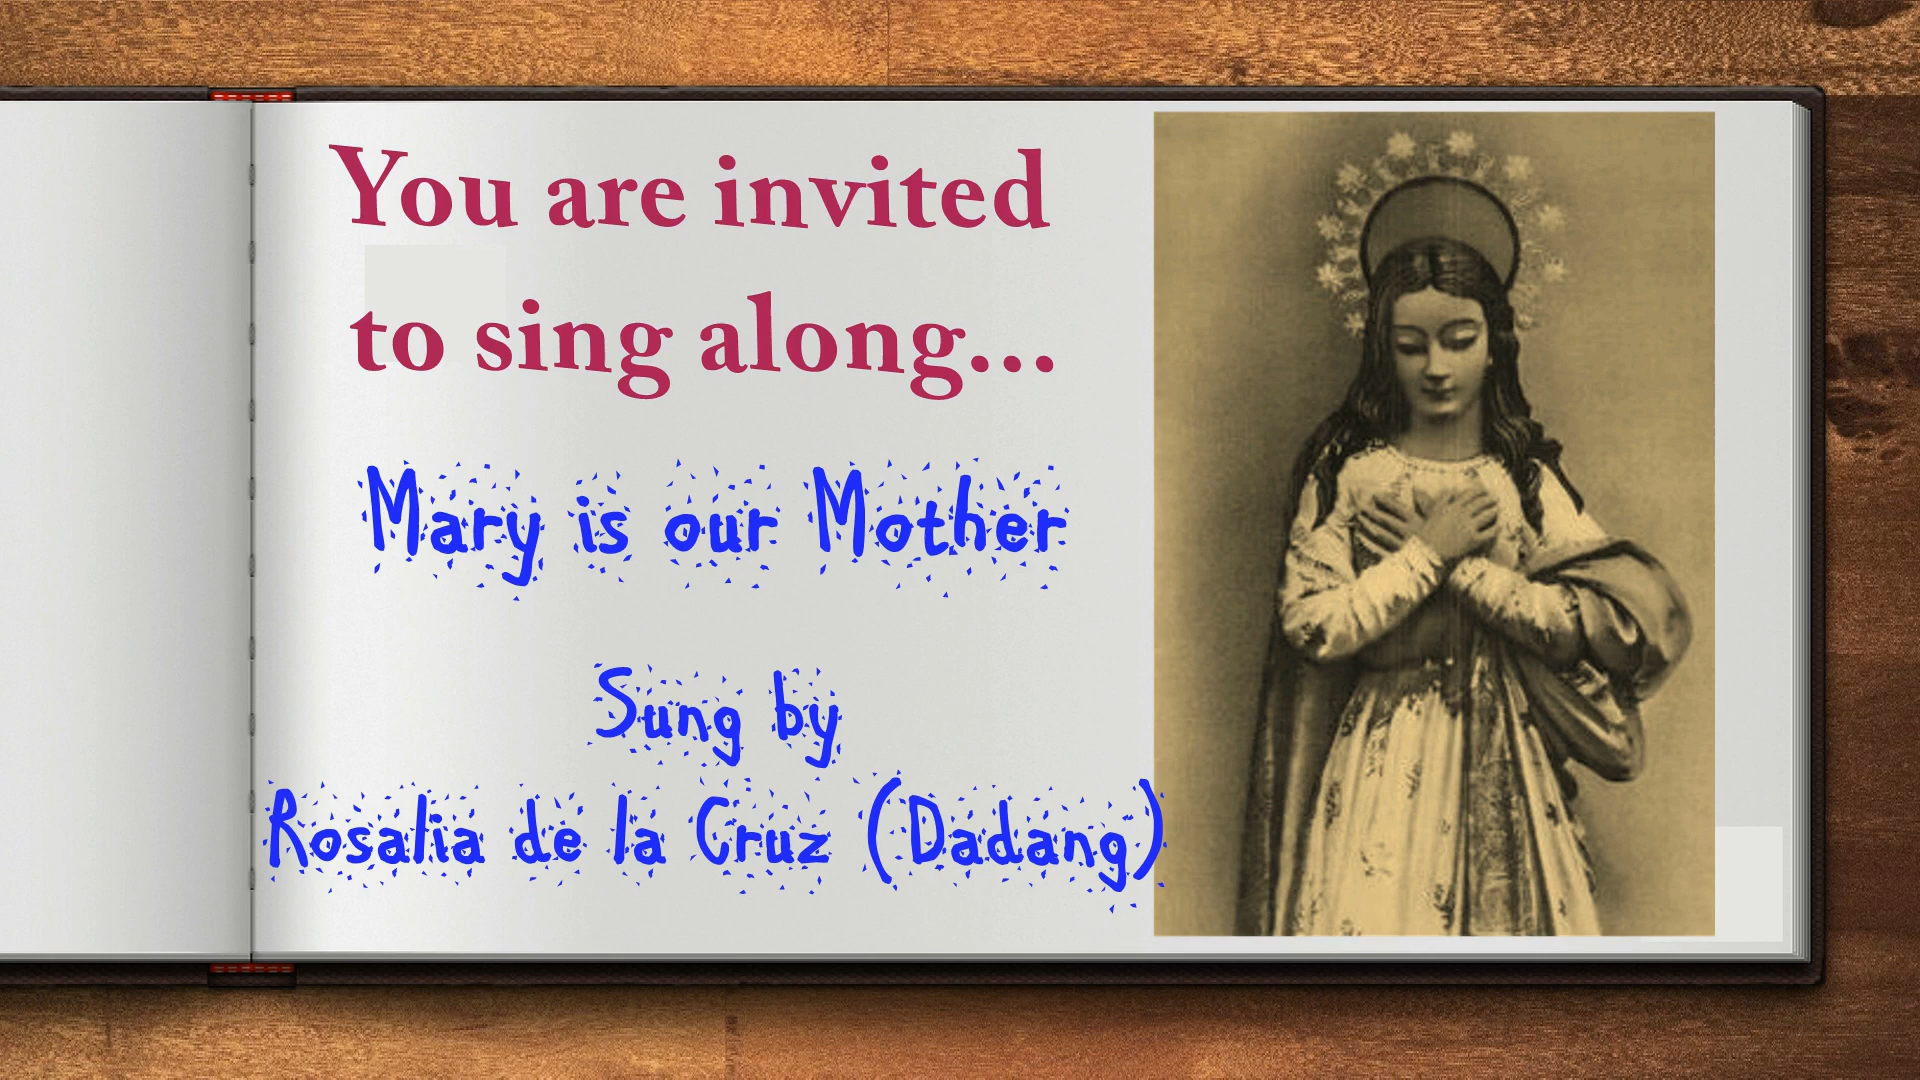 You are invited
to sing along...
Mary is our Mother
Sung by
Rosalia de la Cruz (Dadang)